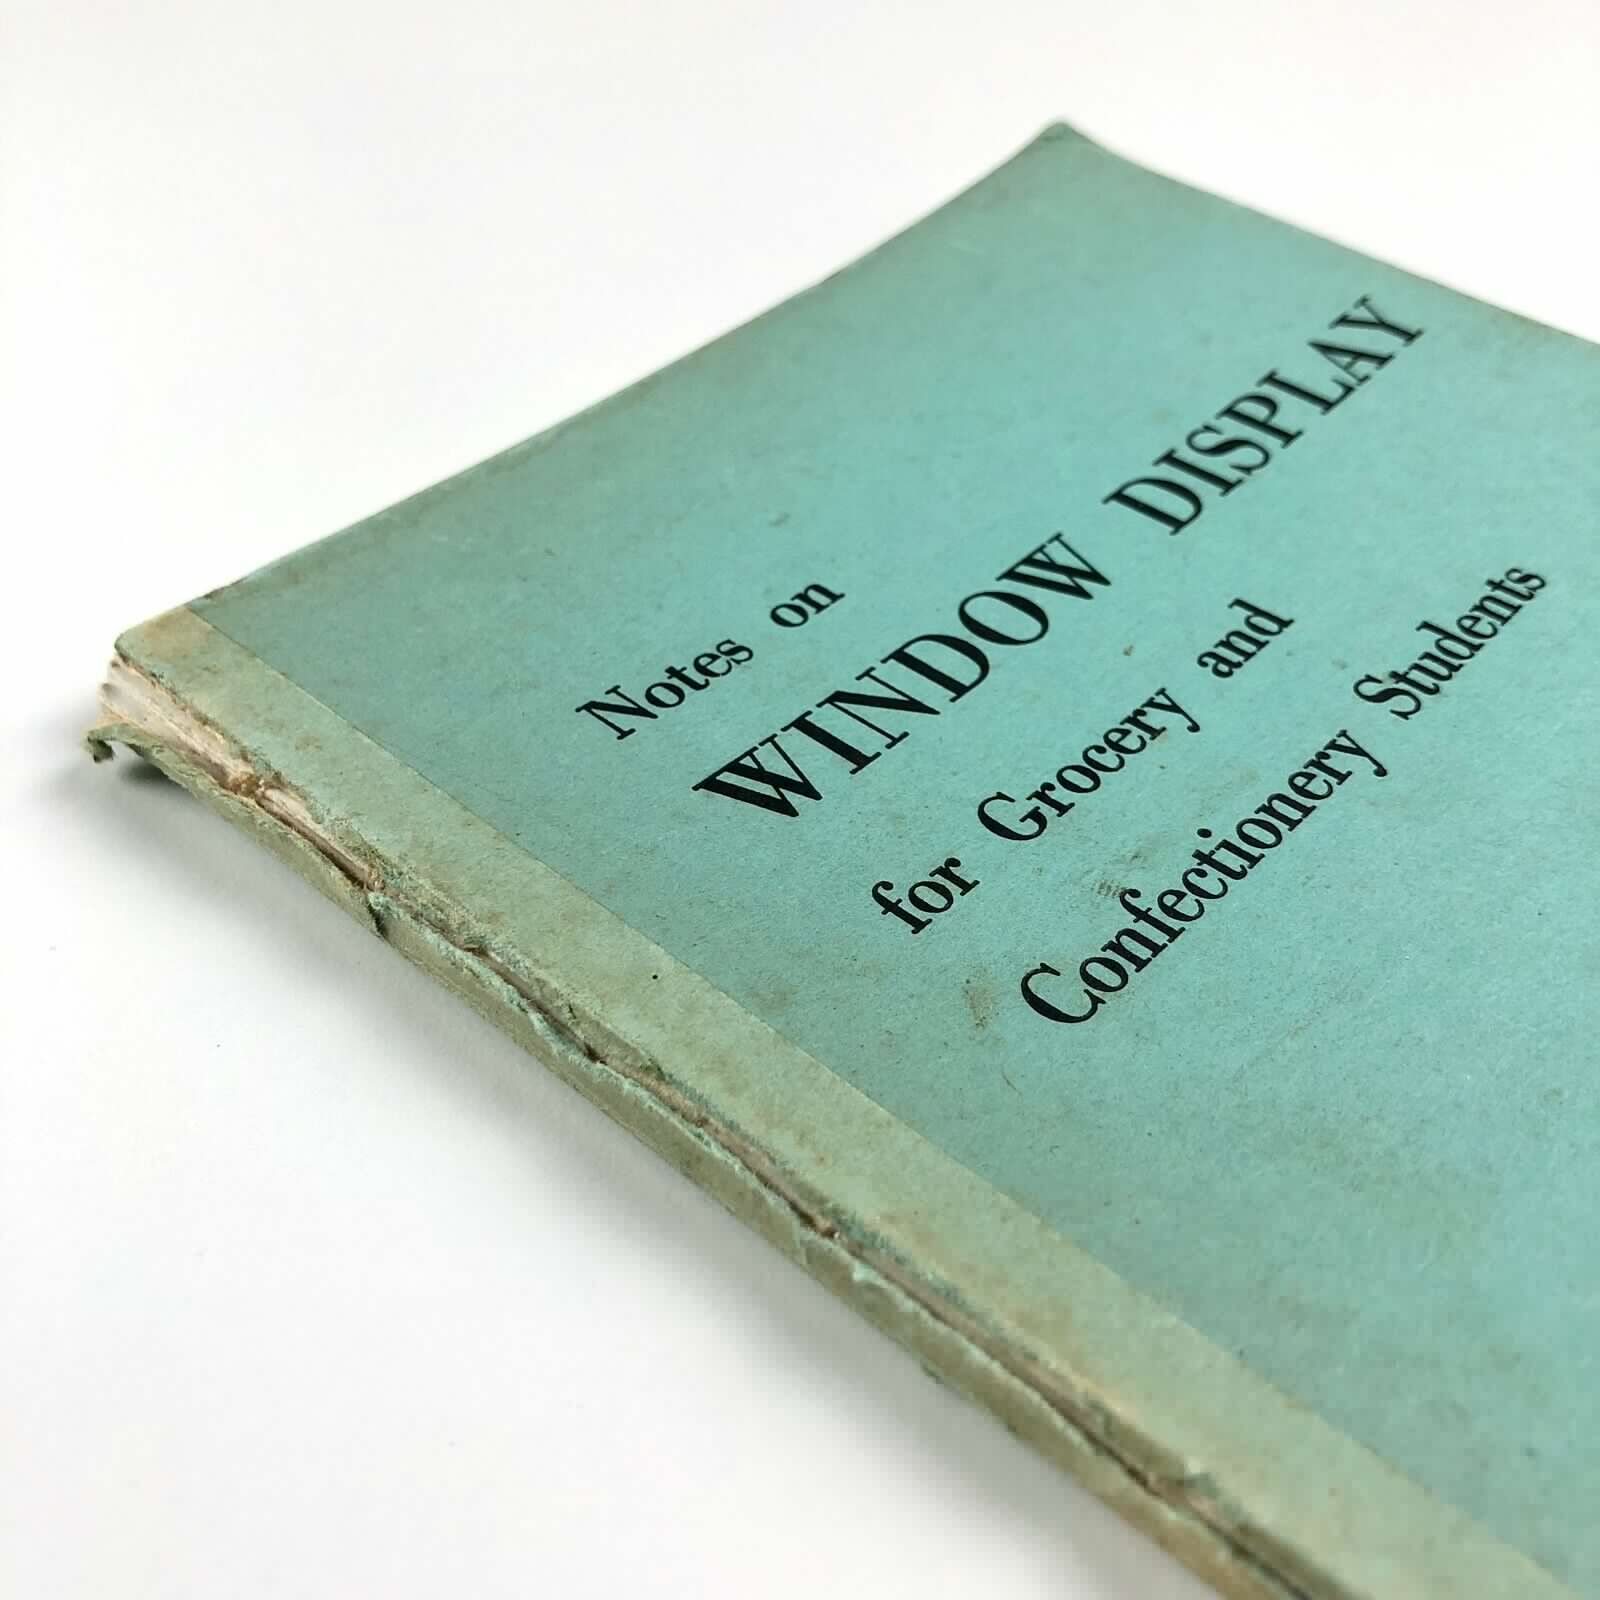 Notes on
WINDOW DISPLAY
for Grocery and
Confectionery Students